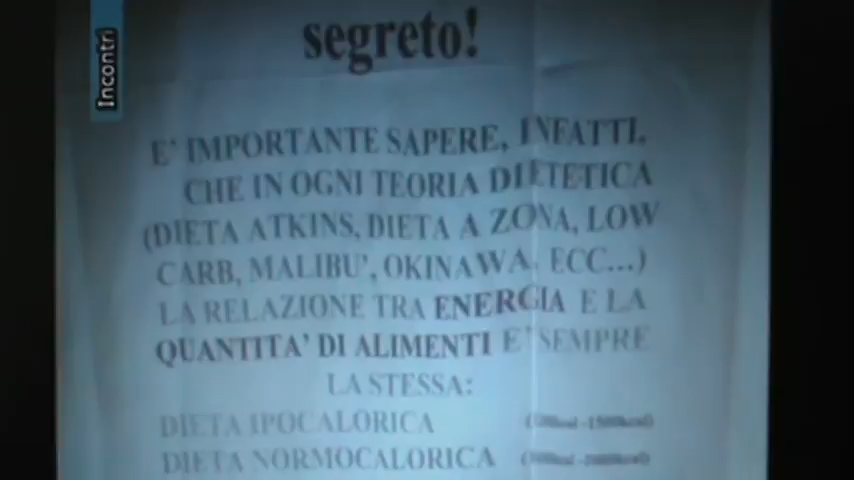 Incontri
segreto!
E' IMPORTANTE SAPERE, INFATTI,
CHE IN OGNI TEORIA DIETETICA
(DIETA ATKINS, DIETA A ZONA, LOW
CARB, MALIBU', OKINAWA, ECC...)
LA RELAZIONE TRA ENERGIA E LA
QUANTITA' DI ALIMENTI E' SEMPRE
LA STESSA:
DIETA IPOCALORICA
DIETA NORMOCALORICA